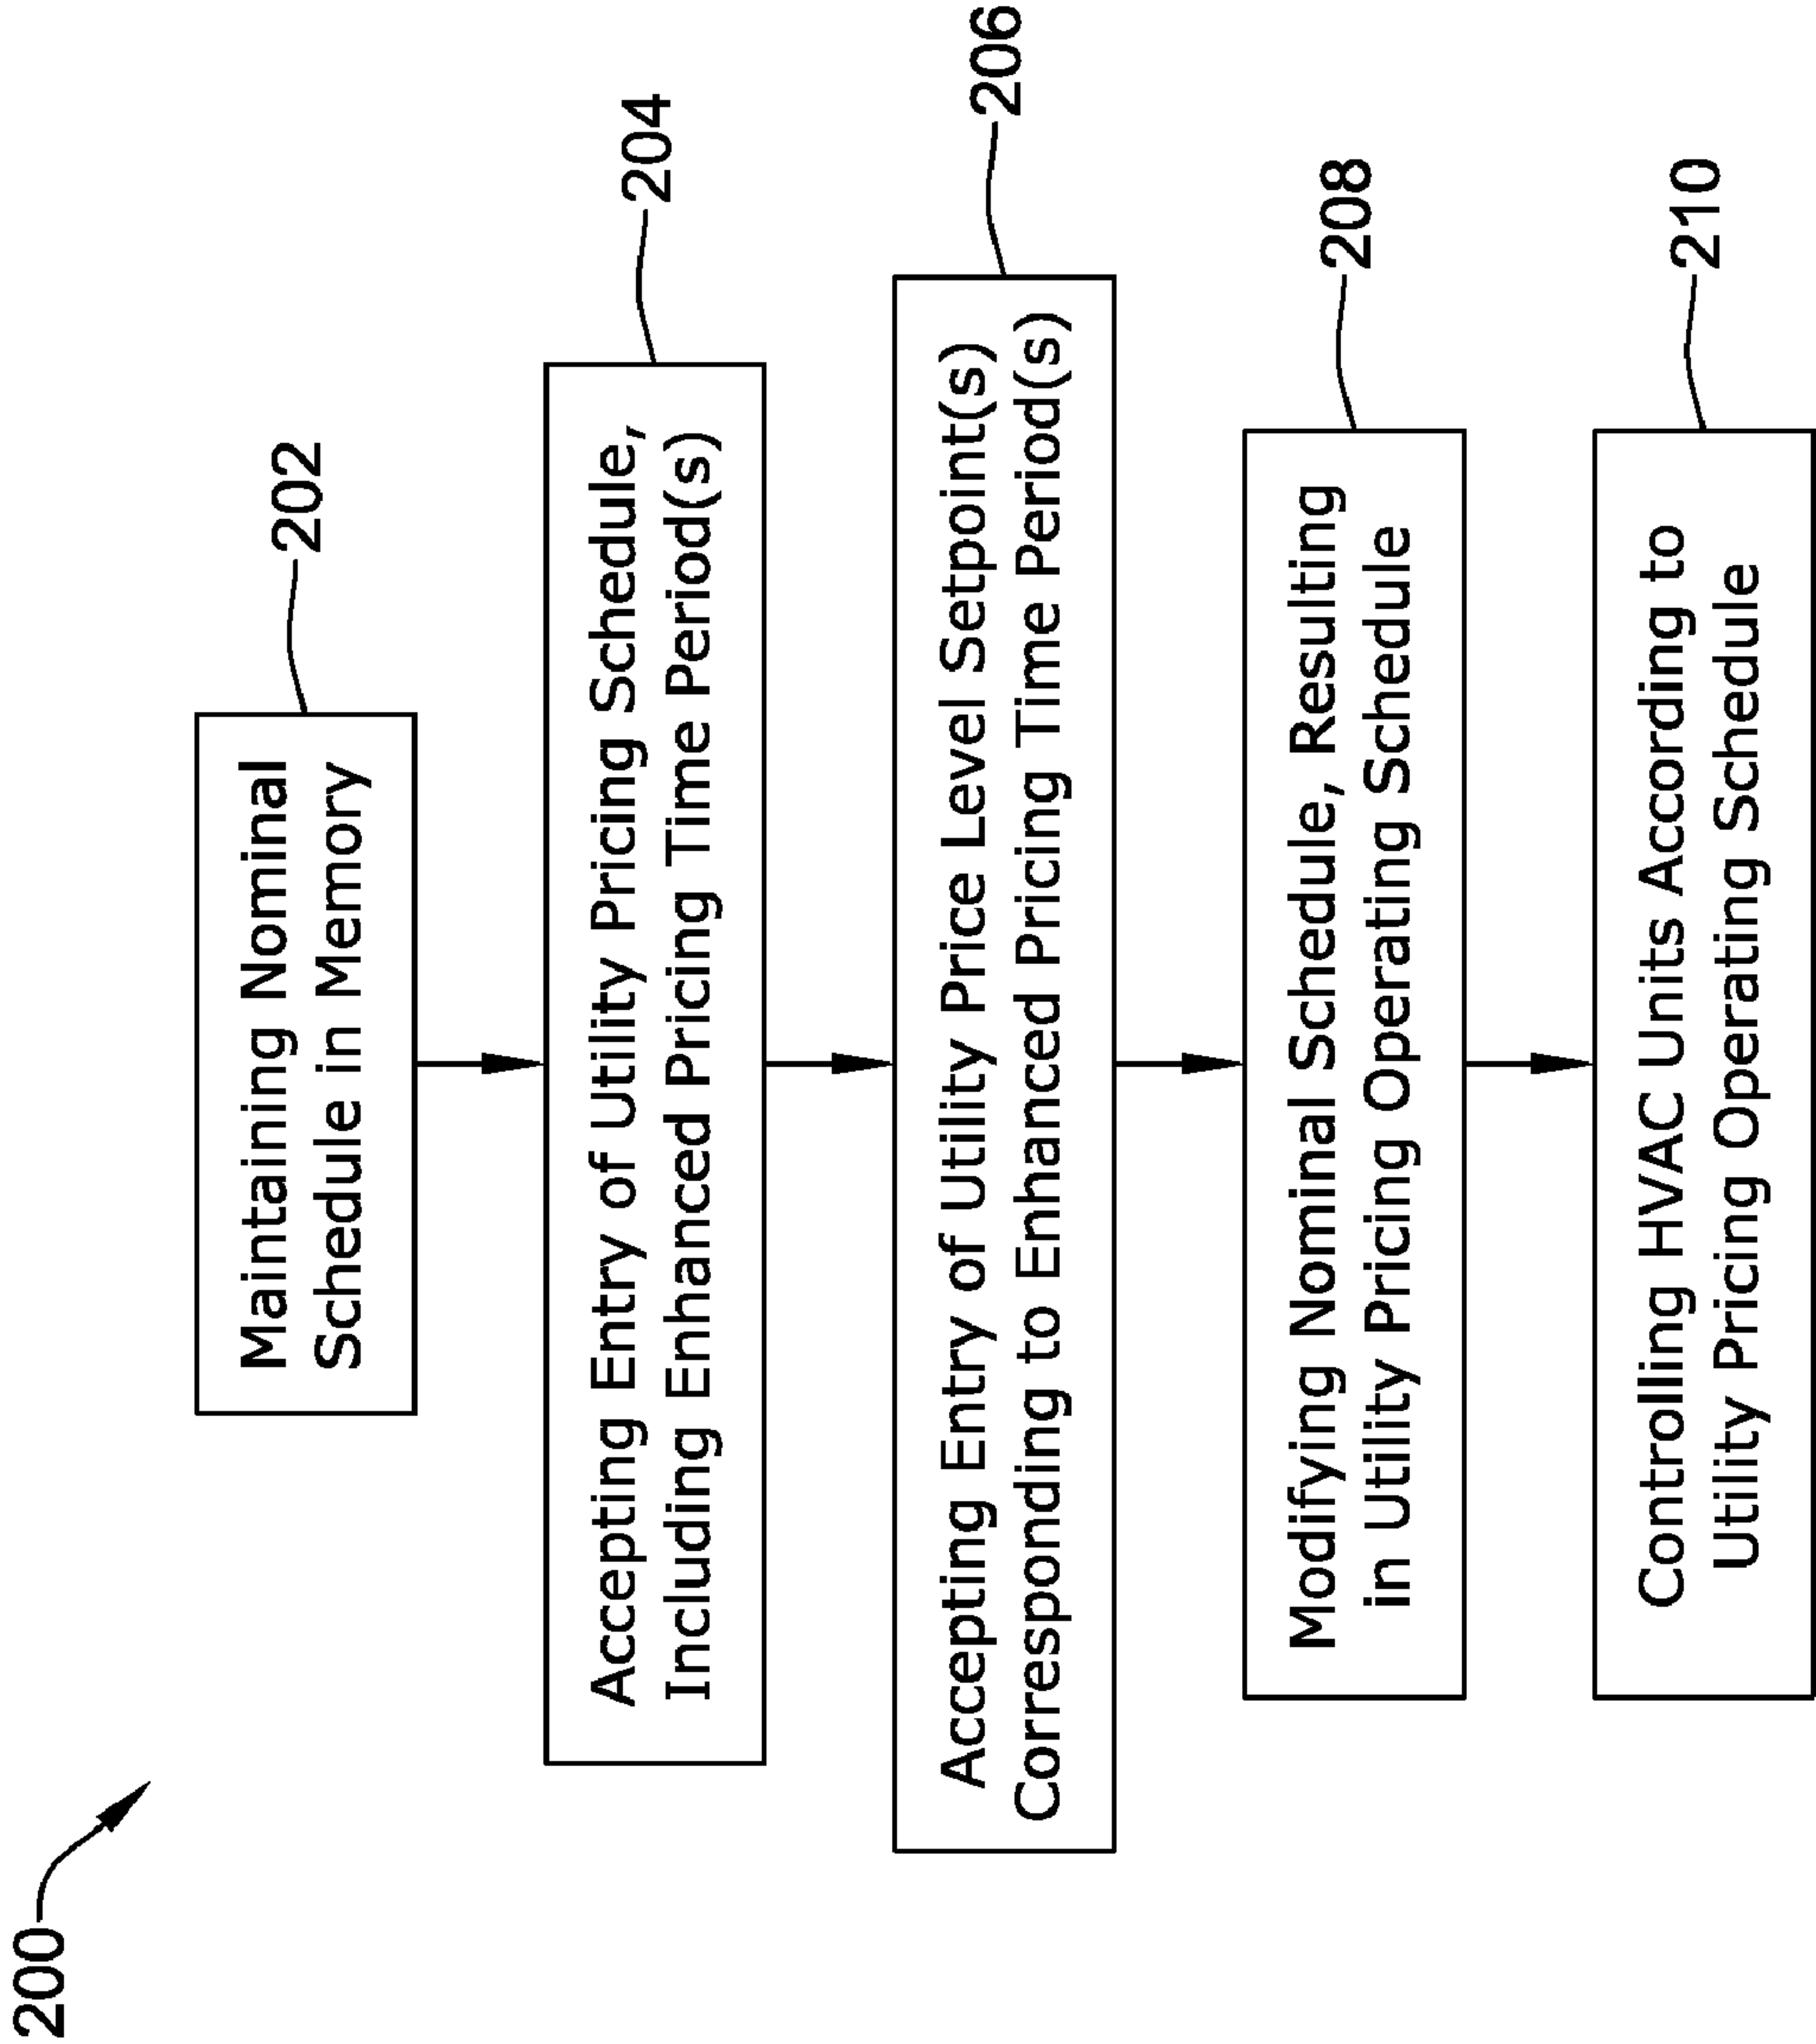 200
Maintaining Nominal
Schedule in Memory
202
Accepting Entry of Utility Pricing Schedule,
Including Enhanced Pricing Time Period(s)
204
Accepting Entry of Utility Price Level Setpoint(s)
Corresponding to Enhanced Pricing Time Period(s)
206
Modifying Nominal Schedule, Resulting
in Utility Pricing Operating Schedule
208
Controlling HVAC Units According to
Utility Pricing Operating Schedule
210